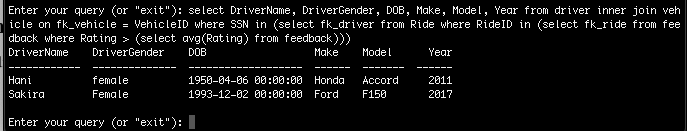 Enter your query (or "exit"): select DriverName, DriverGender, DOB, Make, Model, Year from driver inner join veh
icle on fk_vehicle = VehicleID where SSN in (select fk_driver from Ride where RideID in (select fk_ride from fee
dback where Rating > (select avg(Rating) from feedback)))
DriverName DriverGender DOB Make Model Year
------------ -------------- ------------------- ------ ------- ------
Hani female 1950-04-06 00:00:00 Honda Accord 2011
Sakira Female 1993-12-02 00:00:00 Ford F150 2017
Enter your query (or "exit"):